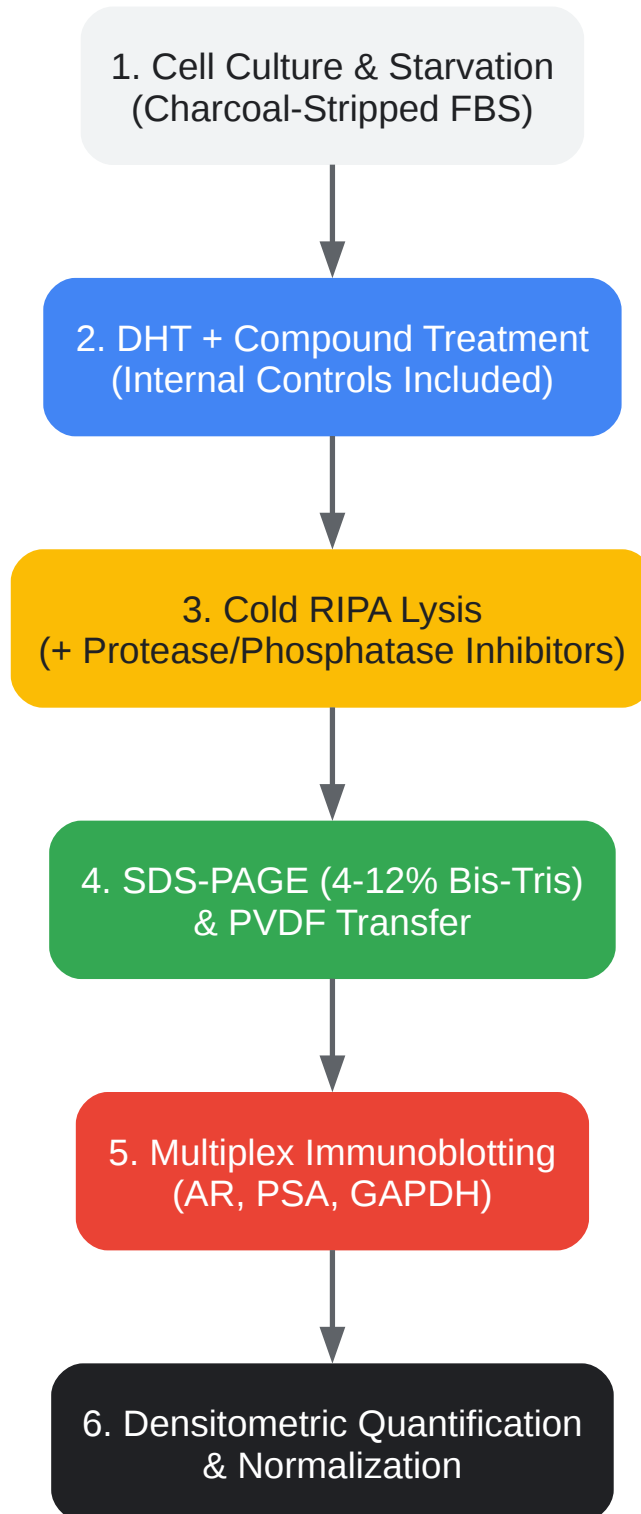 1. Cell Culture & Starvation
(Charcoal-Stripped FBS)
2. DHT + Compound Treatment
(Internal Controls Included)
3. Cold RIPA Lysis
(+ Protease/Phosphatase Inhibitors)
4. SDS-PAGE (4-12% Bis-Tris)
& PVDF Transfer
5. Multiplex Immunoblotting
(AR, PSA, GAPDH)
6. Densitometric Quantification
& Normalization